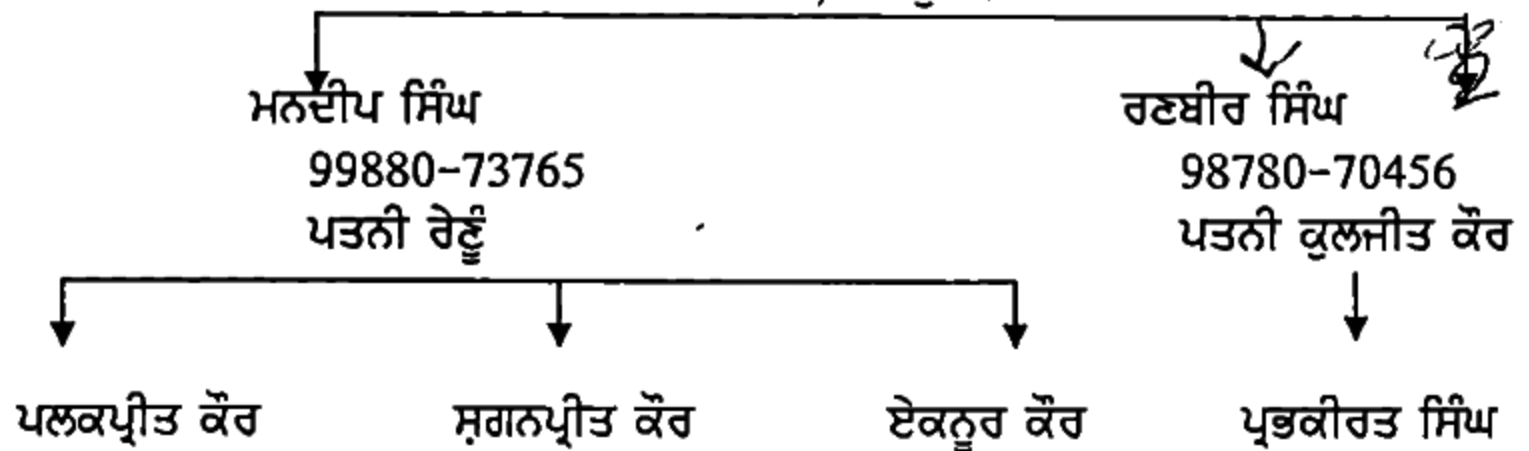 ਮਨਦੀਪ ਸਿੰਘ ਰਣਬੀਰ ਸਿੰਘ
99880-73765 98780-70456
ਪਤਨੀ ਰੇਣੂੰ ਪਤਨੀ ਕੁਲਜੀਤ ਕੌਰ
ਪਲਕਪ੍ਰੀਤ ਕੌਰ ਸ਼ਗਨਪ੍ਰੀਤ ਕੌਰ ਏਕਨੂਰ ਕੌਰ ਪ੍ਰਭਕੀਰਤ ਸਿੰਘ